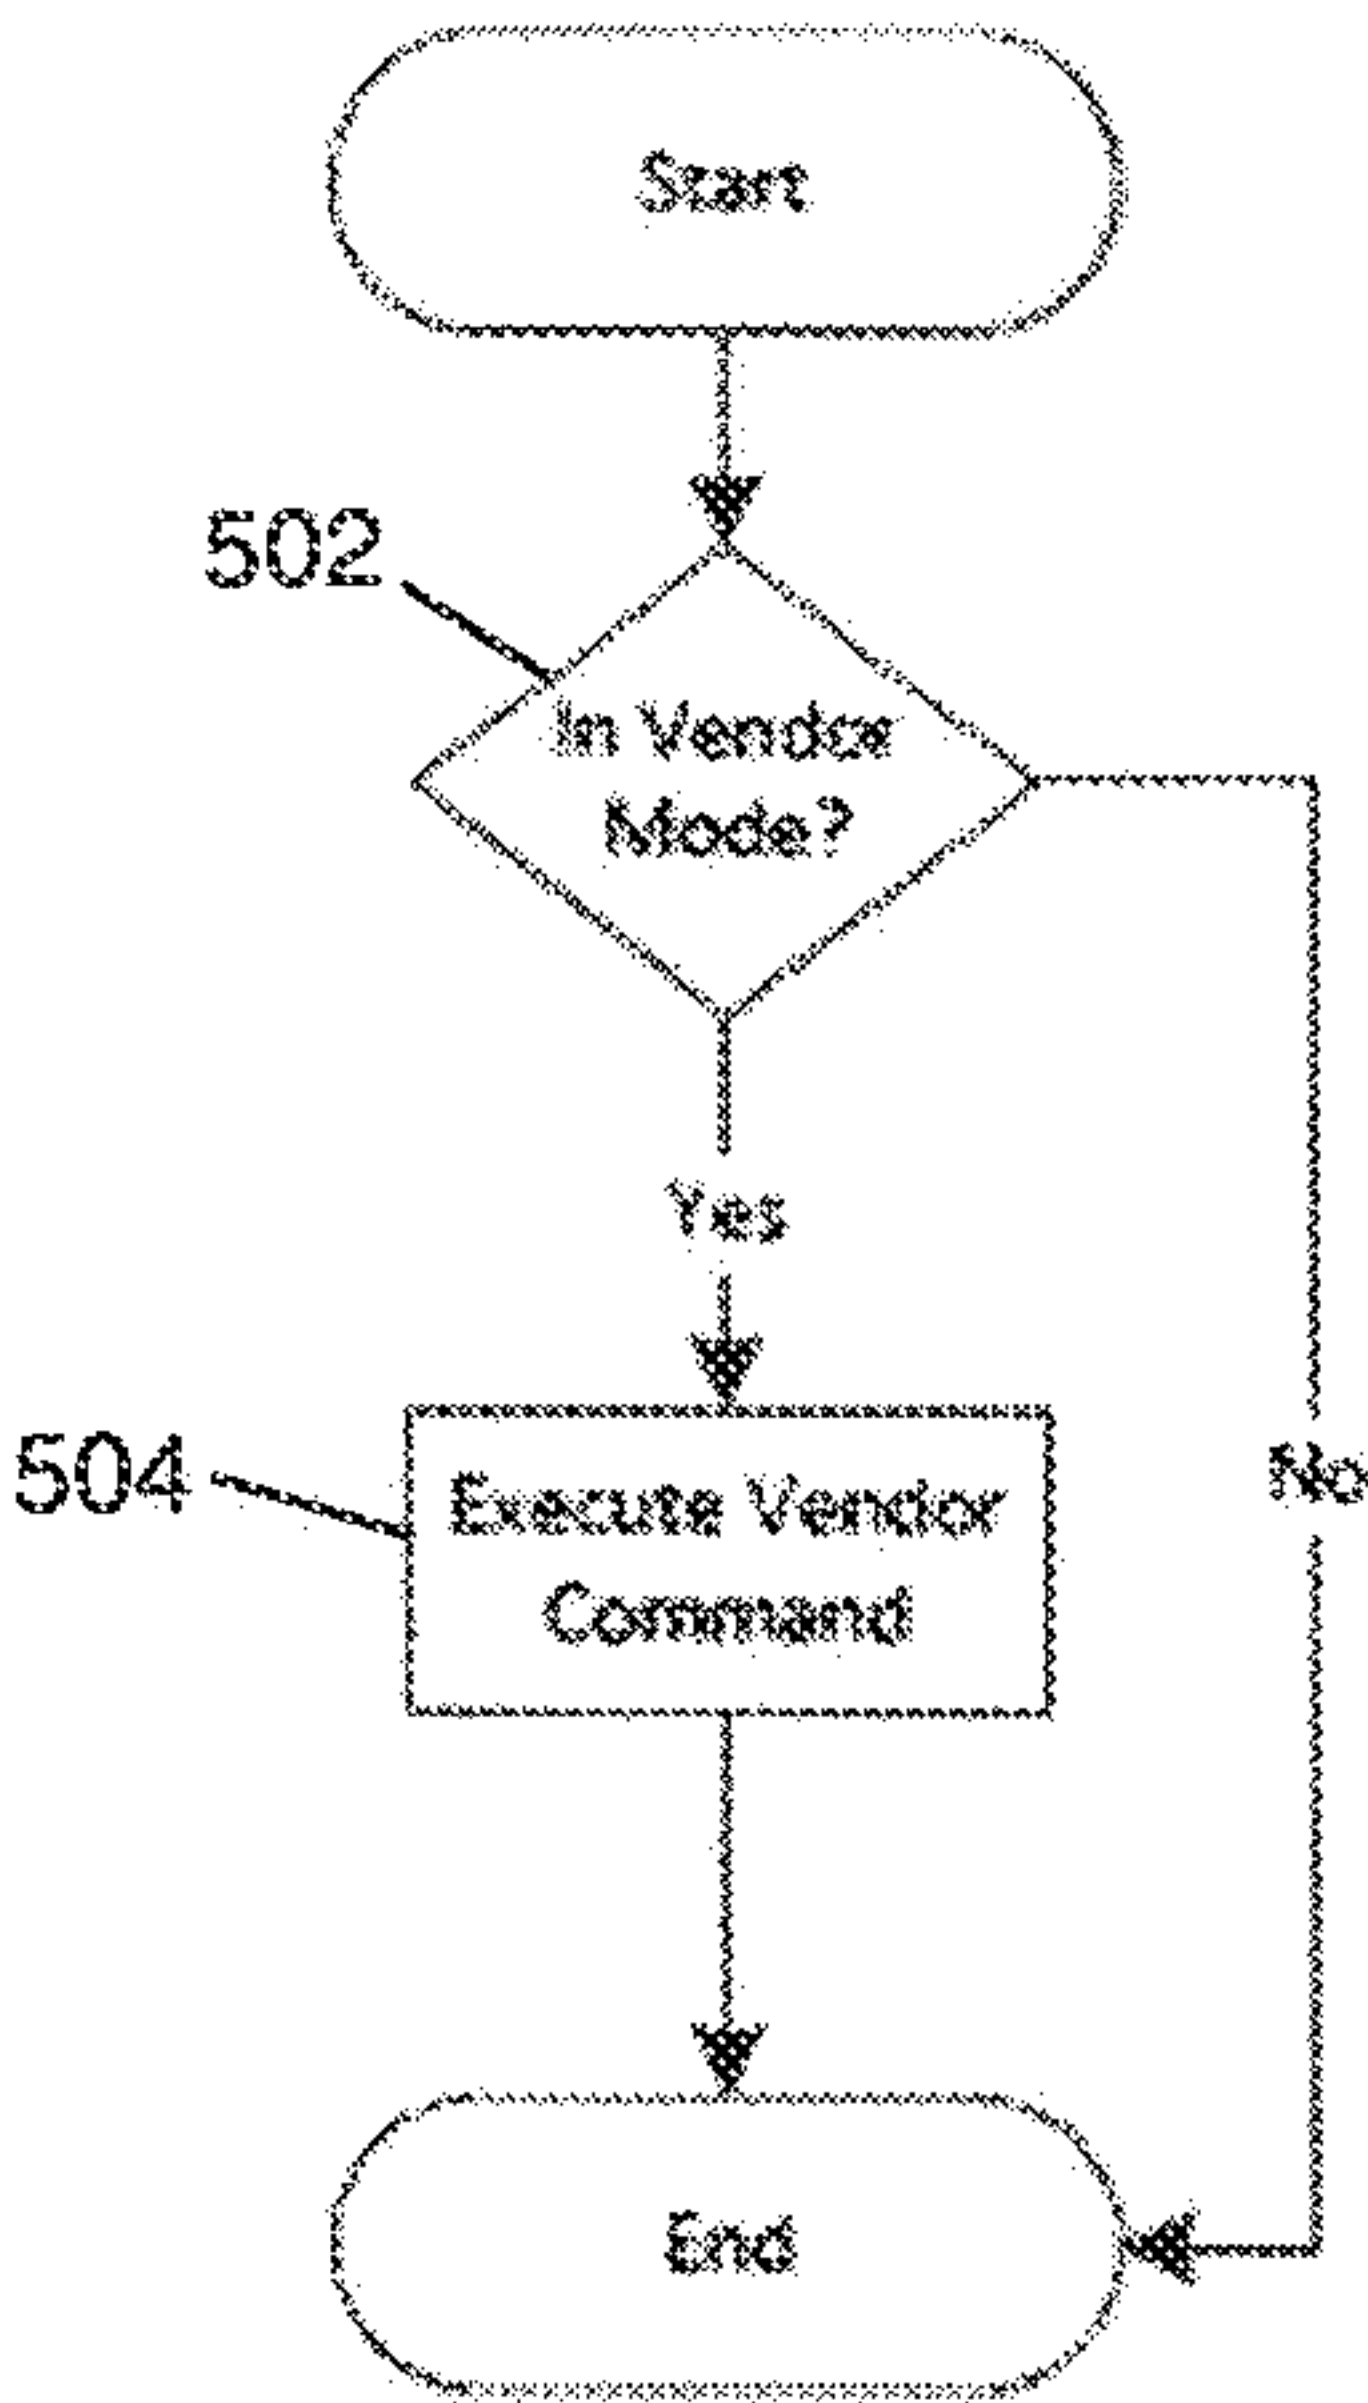 Start
502
In Vendor
Mode?
Yes
504
Execute Vendor
Command
No
End